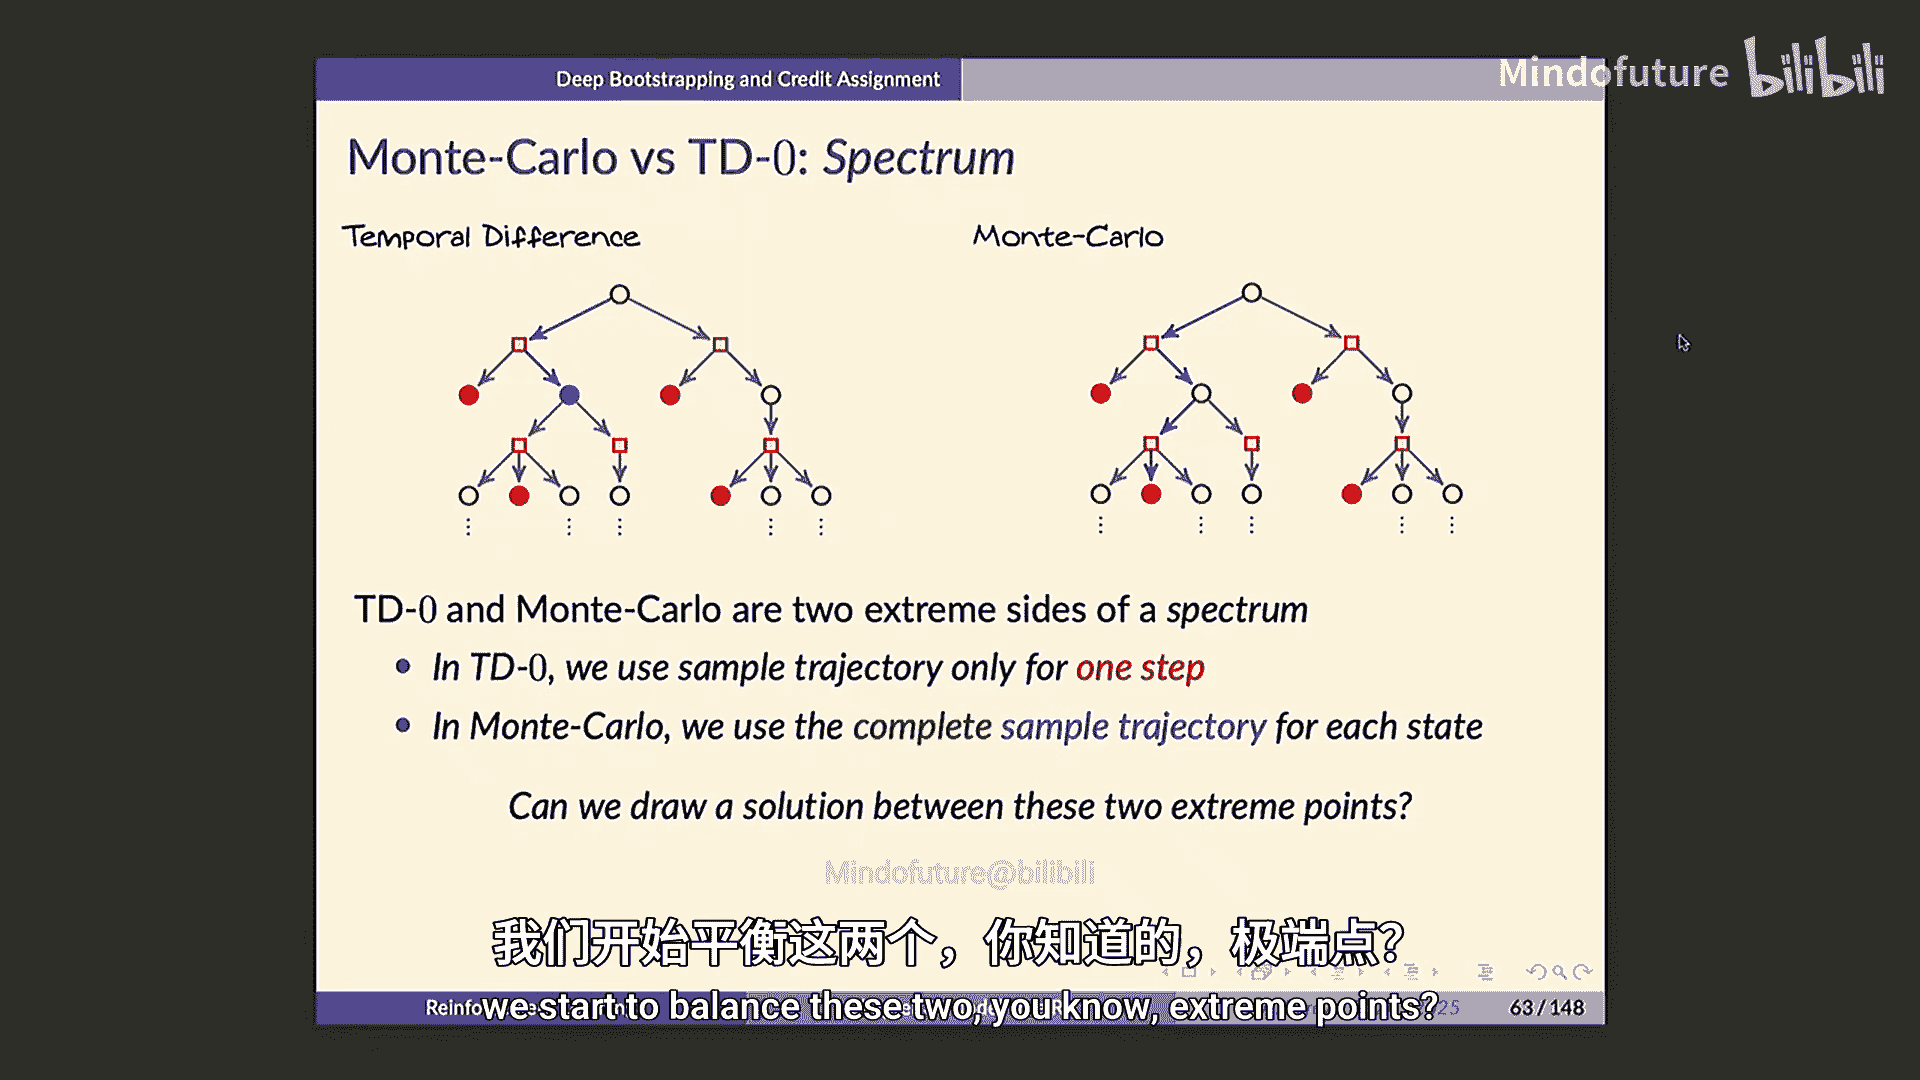 Deep Bootstrapping and Credit Assignment
Mindofuture bilibili
Monte-Carlo vs TD-0: Spectrum
Temporal Difference
Monte-Carlo
TD-0 and Monte-Carlo are two extreme sides of a spectrum
• In TD-0, we use sample trajectory only for one step
• In Monte-Carlo, we use the complete sample trajectory for each state
Can we draw a solution between these two extreme points?
Mindofuture@bilibili
我们开始平衡这两个，你知道的，极端点？
we start to balance these two, you know, extreme points?
63 / 148